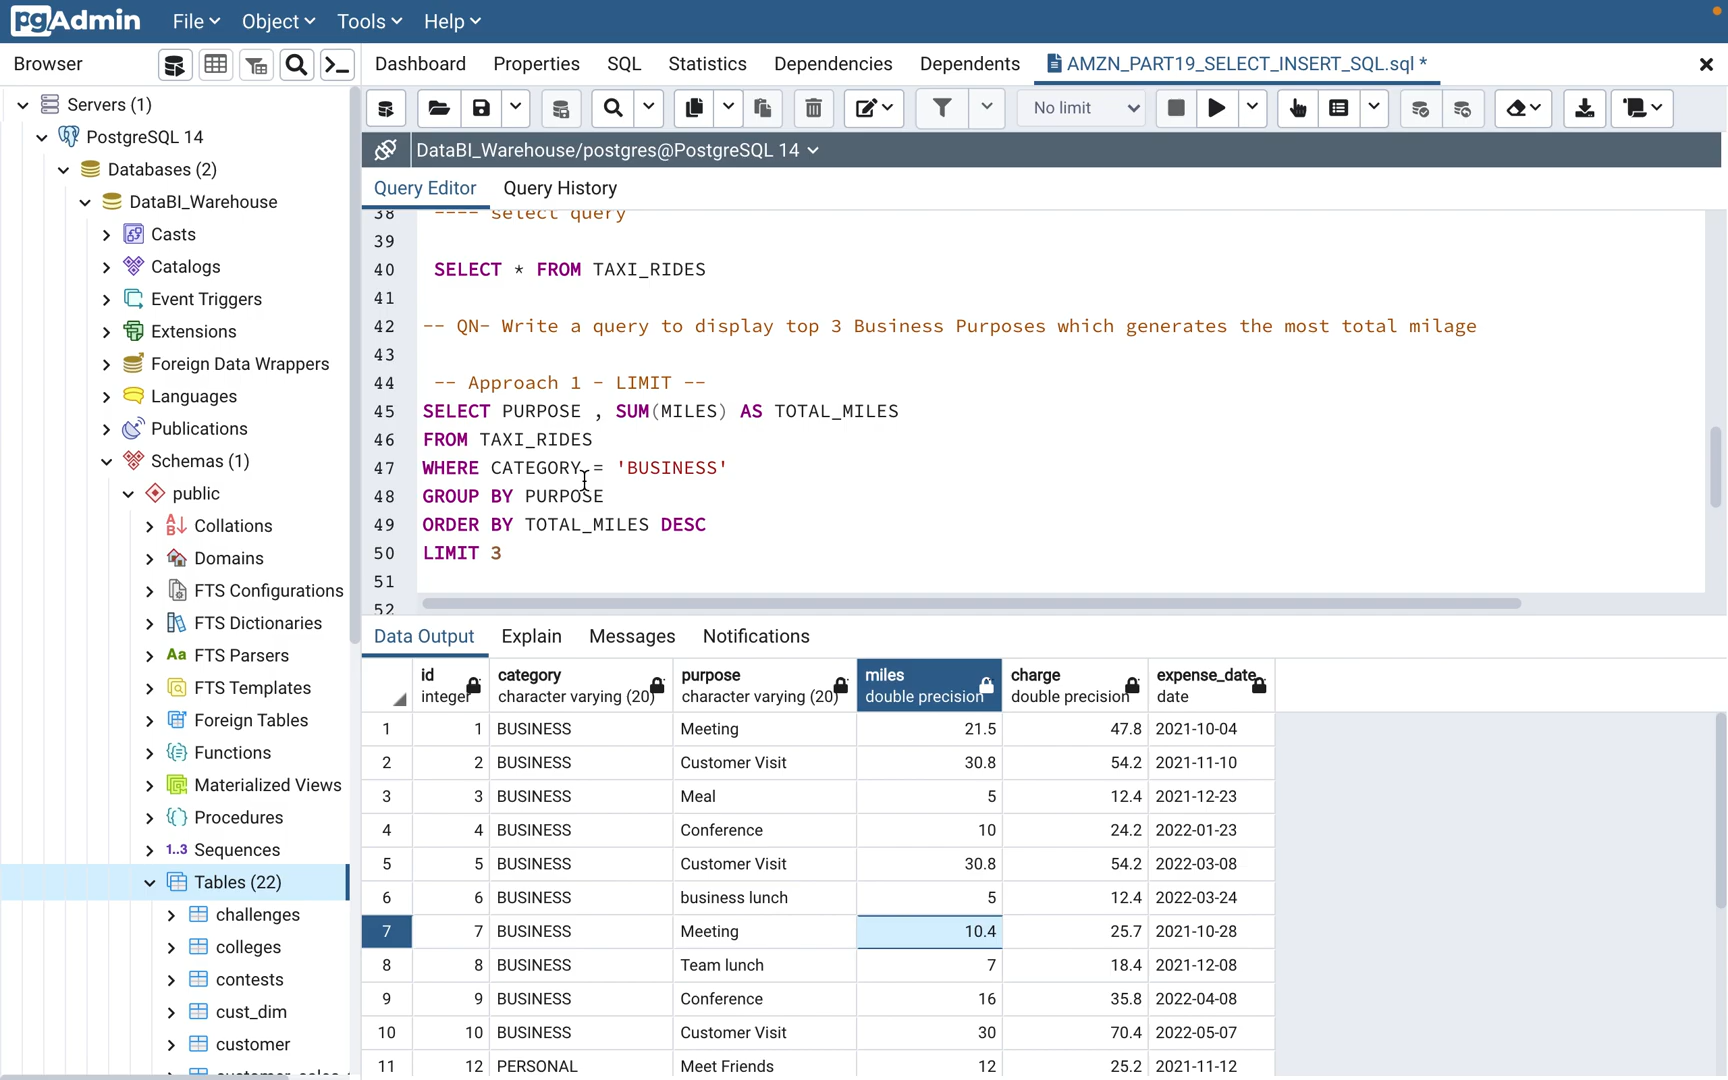 pgAdmin File Object Tools Help
Browser
Dashboard Properties SQL Statistics Dependencies Dependents AMZN_PART19_SELECT_INSERT_SQL.sql *
No limit
DataBI_Warehouse/postgres@PostgreSQL 14
Query Editor Query History
Servers (1)
PostgreSQL 14
Databases (2)
DataBI_Warehouse
Casts
Catalogs
Event Triggers
Extensions
Foreign Data Wrappers
Languages
Publications
Schemas (1)
public
Collations
Domains
FTS Configurations
FTS Dictionaries
Aa FTS Parsers
FTS Templates
Foreign Tables
Functions
Materialized Views
Procedures
1..3 Sequences
Tables (22)
challenges
colleges
contests
cust_dim
customer
38 ---- select query
39
40 SELECT * FROM TAXI_RIDES
41
42 -- QN- Write a query to display top 3 Business Purposes which generates the most total milage
43
44 -- Approach 1 - LIMIT --
45 SELECT PURPOSE , SUM(MILES) AS TOTAL_MILES
46 FROM TAXI_RIDES
47 WHERE CATEGORY = 'BUSINESS'
48 GROUP BY PURPOSE
49 ORDER BY TOTAL_MILES DESC
50 LIMIT 3
51
52
Data Output Explain Messages Notifications
id category purpose miles charge expense_date
integer character varying (20) character varying (20) double precision double precision date
1 1 BUSINESS Meeting 21.5 47.8 2021-10-04
2 2 BUSINESS Customer Visit 30.8 54.2 2021-11-10
3 3 BUSINESS Meal 5 12.4 2021-12-23
4 4 BUSINESS Conference 10 24.2 2022-01-23
5 5 BUSINESS Customer Visit 30.8 54.2 2022-03-08
6 6 BUSINESS business lunch 5 12.4 2022-03-24
7 7 BUSINESS Meeting 10.4 25.7 2021-10-28
8 8 BUSINESS Team lunch 7 18.4 2021-12-08
9 9 BUSINESS Conference 16 35.8 2022-04-08
10 10 BUSINESS Customer Visit 30 70.4 2022-05-07
11 12 PERSONAL Meet Friends 12 25.2 2021-11-12